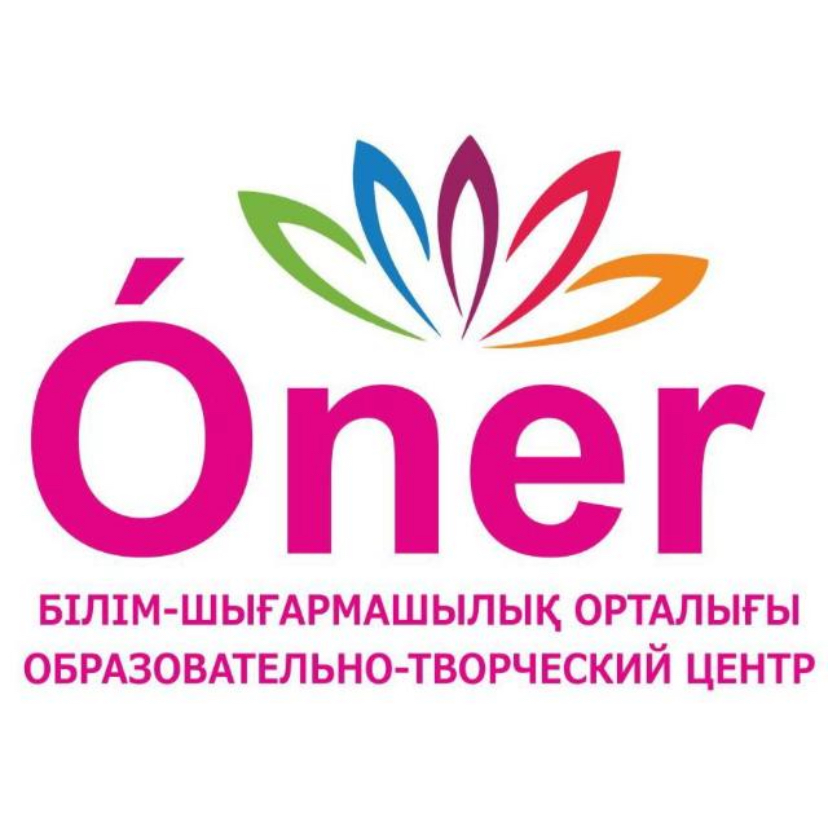 Óner
БІЛІМ-ШЫҒАРМАШЫЛЫҚ ОРТАЛЫҒЫ
ОБРАЗОВАТЕЛЬНО-ТВОРЧЕСКИЙ ЦЕНТР